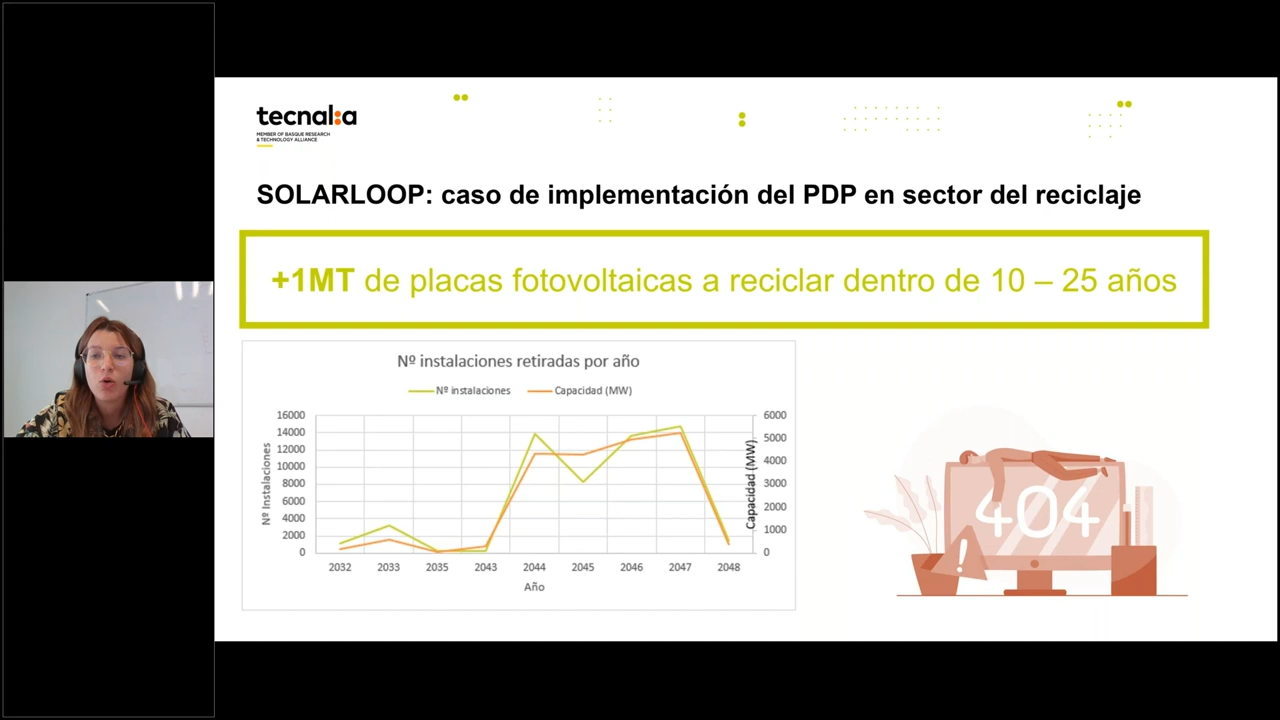 tecnal:a
MEMBER OF BASQUE RESEARCH
& TECHNOLOGY ALLIANCE
SOLARLOOP: caso de implementación del PDP en sector del reciclaje
+1MT de placas fotovoltaicas a reciclar dentro de 10 – 25 años
Nº instalaciones retiradas por año
Nº instalaciones
Capacidad (MW)
16000
14000
12000
10000
8000
6000
4000
2000
0
Nº Instalaciones
6000
5000
4000
3000
2000
1000
0
Capacidad (MW)
2032 2033 2035 2043 2044 2045 2046 2047 2048
Año
404
!